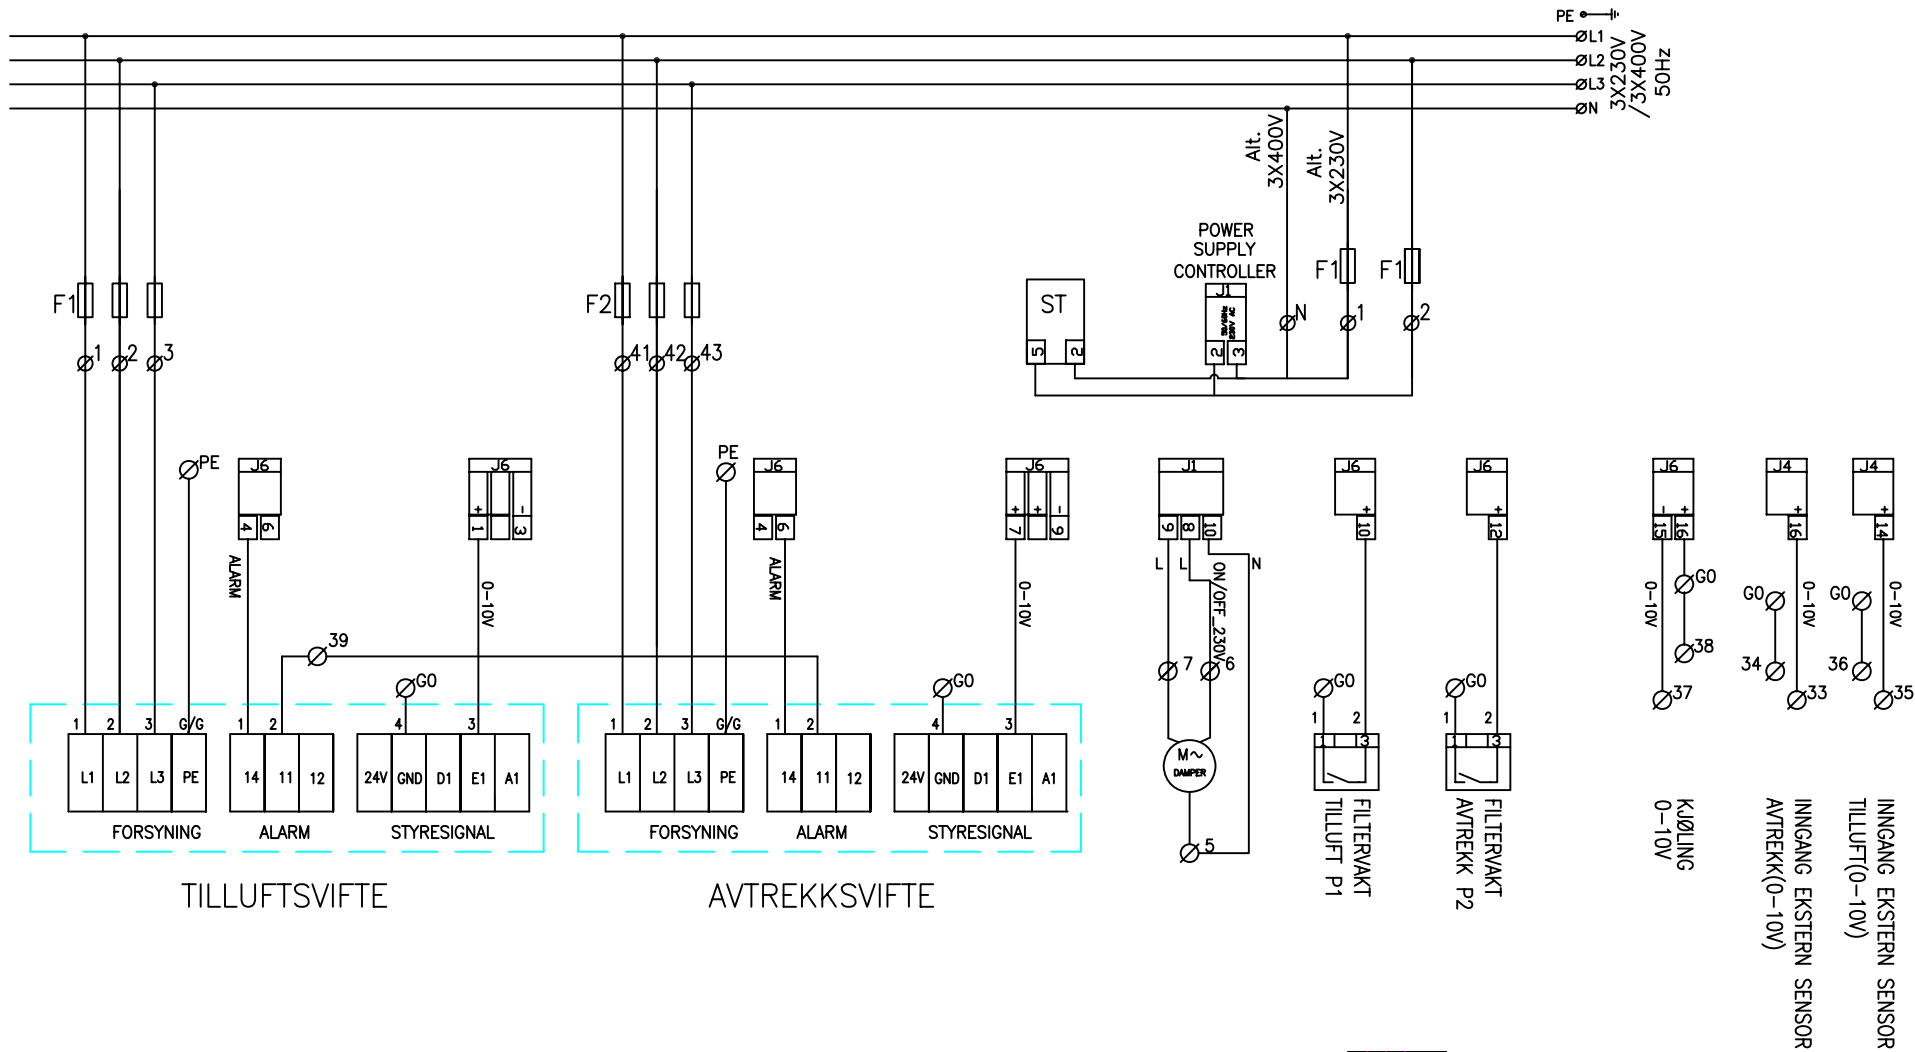 PE
L1
L2
L3
N
3X230V
/3X400V
50Hz
Alt.
3X400V
Alt.
3X230V
POWER
SUPPLY
CONTROLLER
J1
50/60Hz
230V AC
2 3
ST
5 2
N
F1 1
F1 2
F1
1 2 3
F2
41 42 43
PE
J6
4 6
ALARM
J6
+ -
1 3
0-10V
39
G0
1 2 3 G/G
L1 L2 L3 PE
FORSYNING
1 2
14 11 12
ALARM
4 3
24V GND D1 E1 A1
STYRESIGNAL
TILLUFTSVIFTE
PE
J6
4 6
ALARM
J6
+ + -
7 9
0-10V
G0
1 2 3 G/G
L1 L2 L3 PE
FORSYNING
1 2
14 11 12
ALARM
4 3
24V GND D1 E1 A1
STYRESIGNAL
AVTREKKSVIFTE
J1
9 8 10
L L N
ON/OFF_230V
7 6
M~
DAMPER
5
J6
+
10
G0
1 2
1 3
FILTERVAKT
TILLUFT P1
J6
+
12
G0
1 2
1 3
FILTERVAKT
AVTREKK P2
J6
- +
15 16
G0
0-10V
38
37
KJØLING
0-10V
J4
+
16
G0
0-10V
34
33
INNGANG EKSTERN SENSOR
AVTREKK(0-10V)
J4
+
14
G0
0-10V
36
35
INNGANG EKSTERN SENSOR
TILLUFT(0-10V)